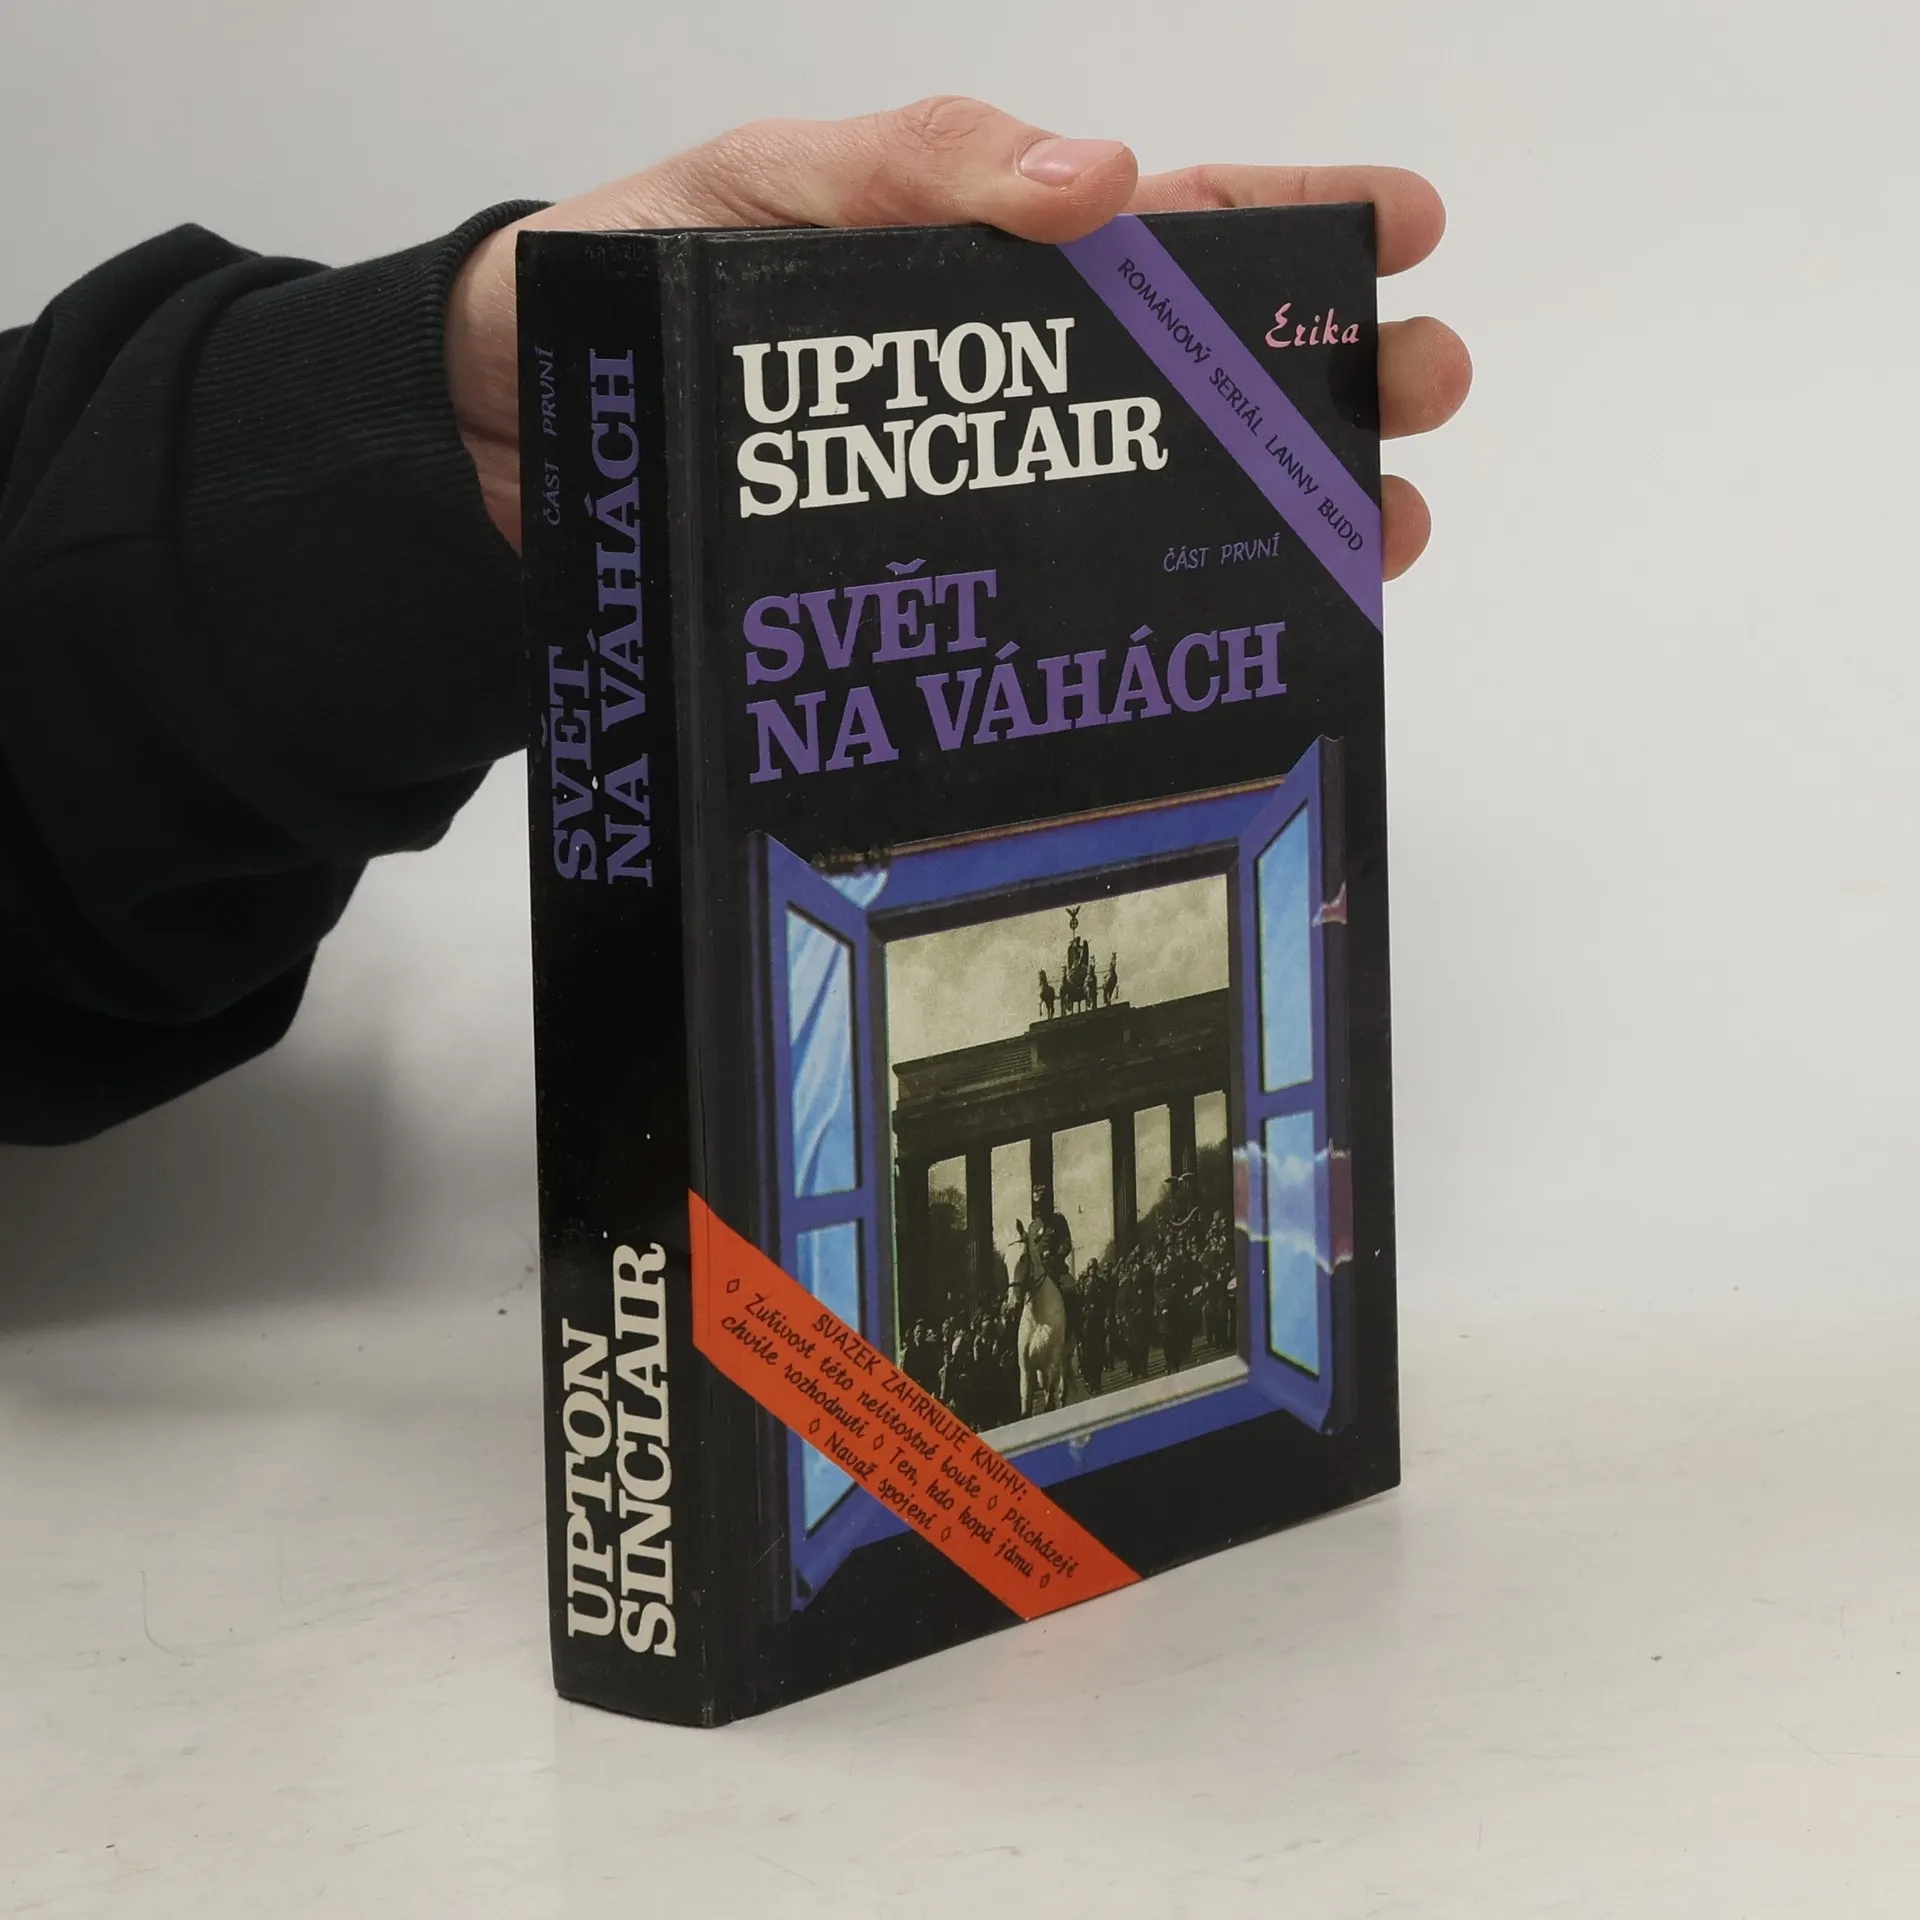 ČÁST PRVNÍ
SVĚT
NA VÁHÁCH
UPTON
SINCLAIR
ROMÁNOVÝ SERIÁL LANNY BUDD
Erika
UPTON
SINCLAIR
ČÁST PRVNÍ
SVĚT
NA VÁHÁCH
SVAZEK ZAHRNUJE KNIHY:
◊ Zuřivost této nelítostné bouře ◊ Přicházejí
chvíle rozhodnutí ◊ Ten, kdo kopá jámu ◊
◊ Navaž spojení ◊